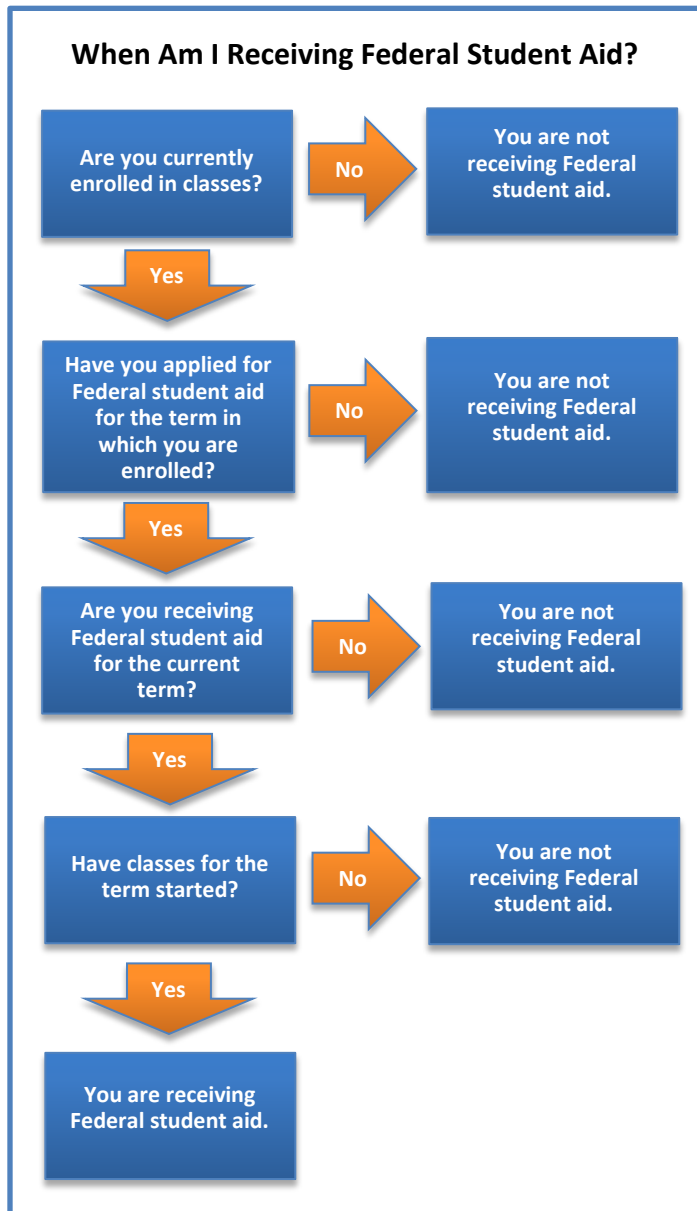 When Am I Receiving Federal Student Aid?
Are you currently
enrolled in classes?
No
You are not
receiving Federal
student aid.
Yes
Have you applied for
Federal student aid
for the term in
which you are
enrolled?
No
You are not
receiving Federal
student aid.
Yes
Are you receiving
Federal student aid
for the current
term?
No
You are not
receiving Federal
student aid.
Yes
Have classes for the
term started?
No
You are not
receiving Federal
student aid.
Yes
You are receiving
Federal student aid.